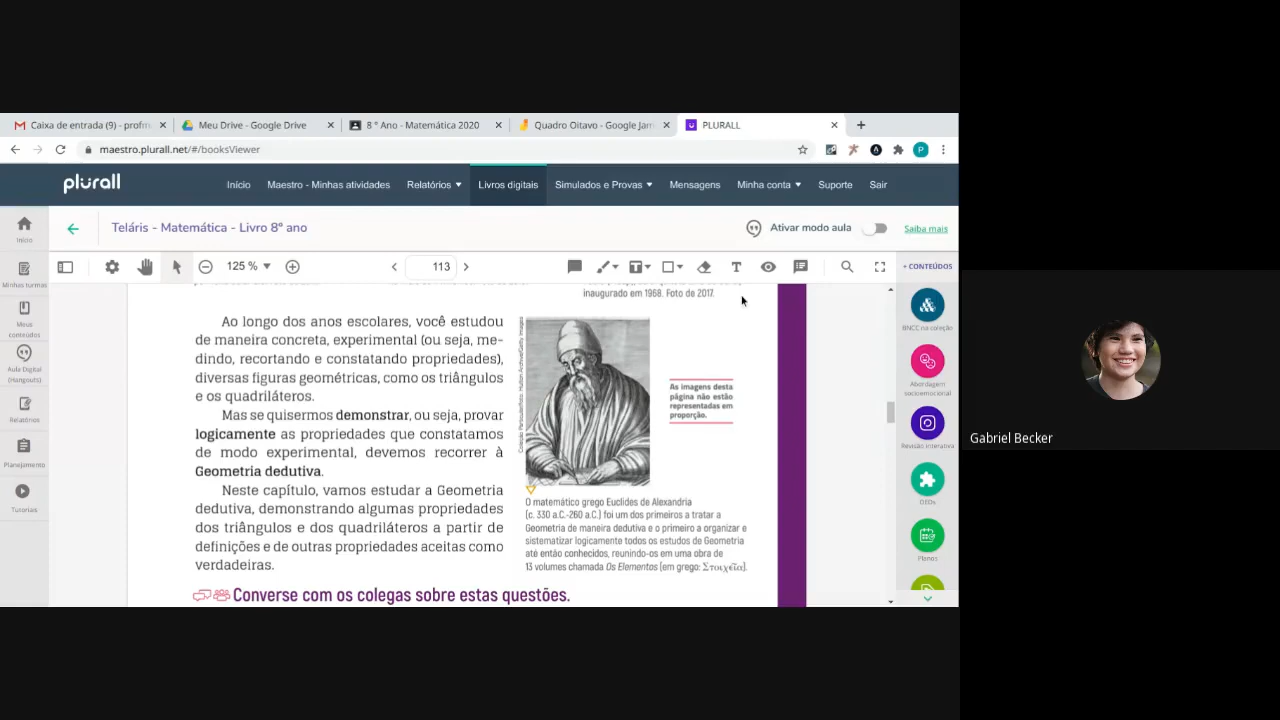 Caixa de entrada (9) - profm
Meu Drive - Google Drive
8 º Ano - Matemática 2020
Quadro Oitavo - Google Jam
PLURALL
maestro.plurall.net/#/booksViewer
P
plurall
Início
Maestro - Minhas atividades
Relatórios
Livros digitais
Simulados e Provas
Mensagens
Minha conta
Suporte
Sair
Início
Minhas turmas
Meus conteúdos
Aula Digital (Hangouts)
Relatórios
Planejamento
Tutoriais
Teláris - Matemática - Livro 8º ano
Ativar modo aula
Saiba mais
125 %
113
+ CONTEÚDOS
inaugurado em 1968. Foto de 2017.
Ao longo dos anos escolares, você estudou
de maneira concreta, experimental (ou seja, me-
dindo, recortando e constatando propriedades),
diversas figuras geométricas, como os triângulos
e os quadriláteros.
Mas se quisermos demonstrar, ou seja, provar
logicamente as propriedades que constatamos
de modo experimental, devemos recorrer à
Geometria dedutiva.
Neste capítulo, vamos estudar a Geometria
dedutiva, demonstrando algumas propriedades
dos triângulos e dos quadriláteros a partir de
definições e de outras propriedades aceitas como
verdadeiras.
As imagens desta
página não estão
representadas em
proporção.
O matemático grego Euclides de Alexandria
(c. 330 a.C.-260 a.C.) foi um dos primeiros a tratar a
Geometria de maneira dedutiva e o primeiro a organizar e
sistematizar logicamente todos os estudos de Geometria
até então conhecidos, reunindo-os em uma obra de
13 volumes chamada Os Elementos (em grego: Στοιχεῖα).
Converse com os colegas sobre estas questões.
BNCC na coleção
Abordagem
socioemocional
Revisão Interativa
OEDs
Planos
Gabriel Becker